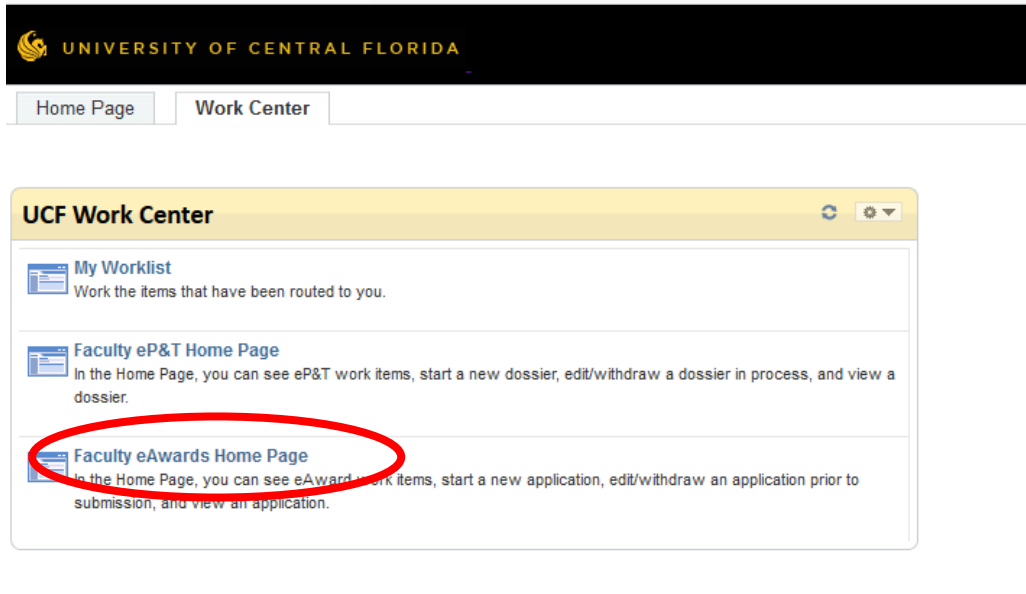 UNIVERSITY OF CENTRAL FLORIDA
Home Page
Work Center
UCF Work Center
My Worklist
Work the items that have been routed to you.
Faculty eP&T Home Page
In the Home Page, you can see eP&T work items, start a new dossier, edit/withdraw a dossier in process, and view a
dossier.
Faculty eAwards Home Page
In the Home Page, you can see eAward work items, start a new application, edit/withdraw an application prior to
submission, and view an application.